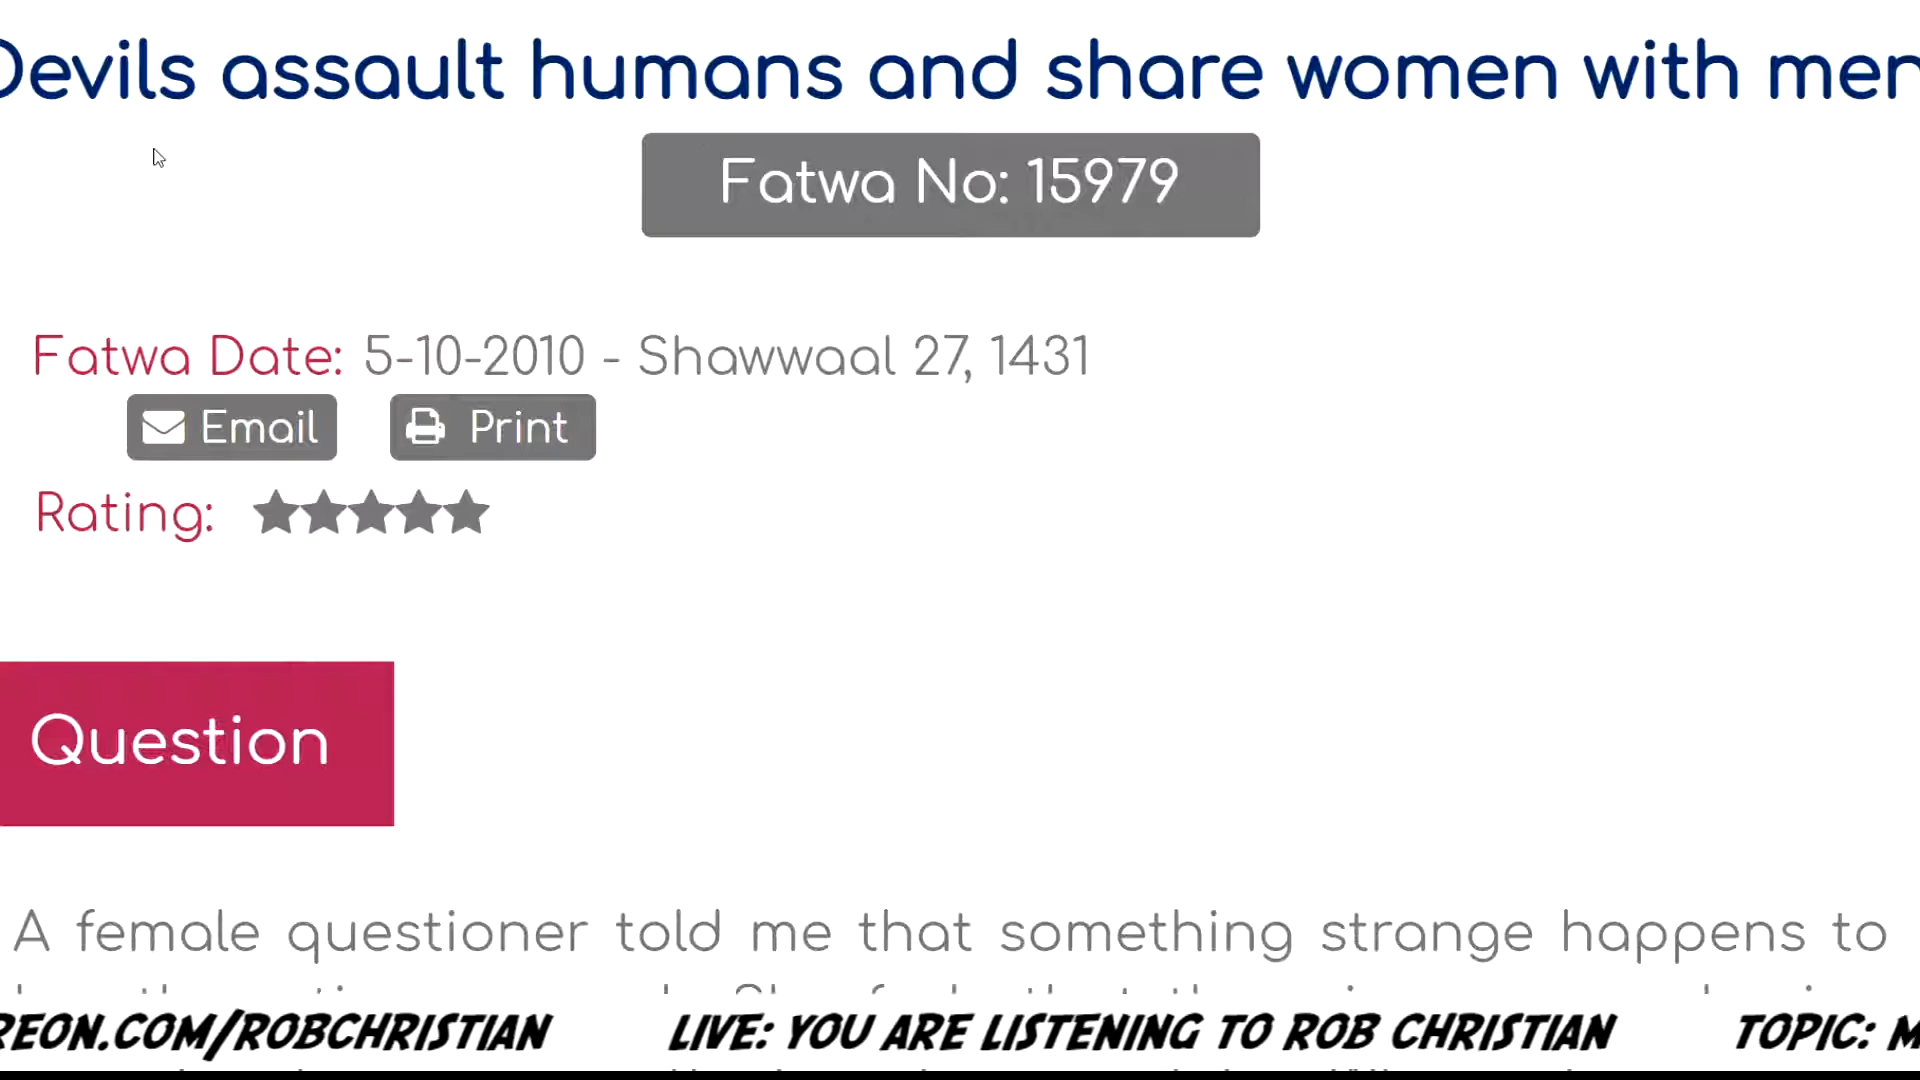 Devils assault humans and share women with men
Fatwa No: 15979
Fatwa Date: 5-10-2010 - Shawwaal 27, 1431
Email Print
Rating:
Question
A female questioner told me that something strange happens to
REON.COM/ROBCHRISTIAN LIVE: YOU ARE LISTENING TO ROB CHRISTIAN TOPIC: M